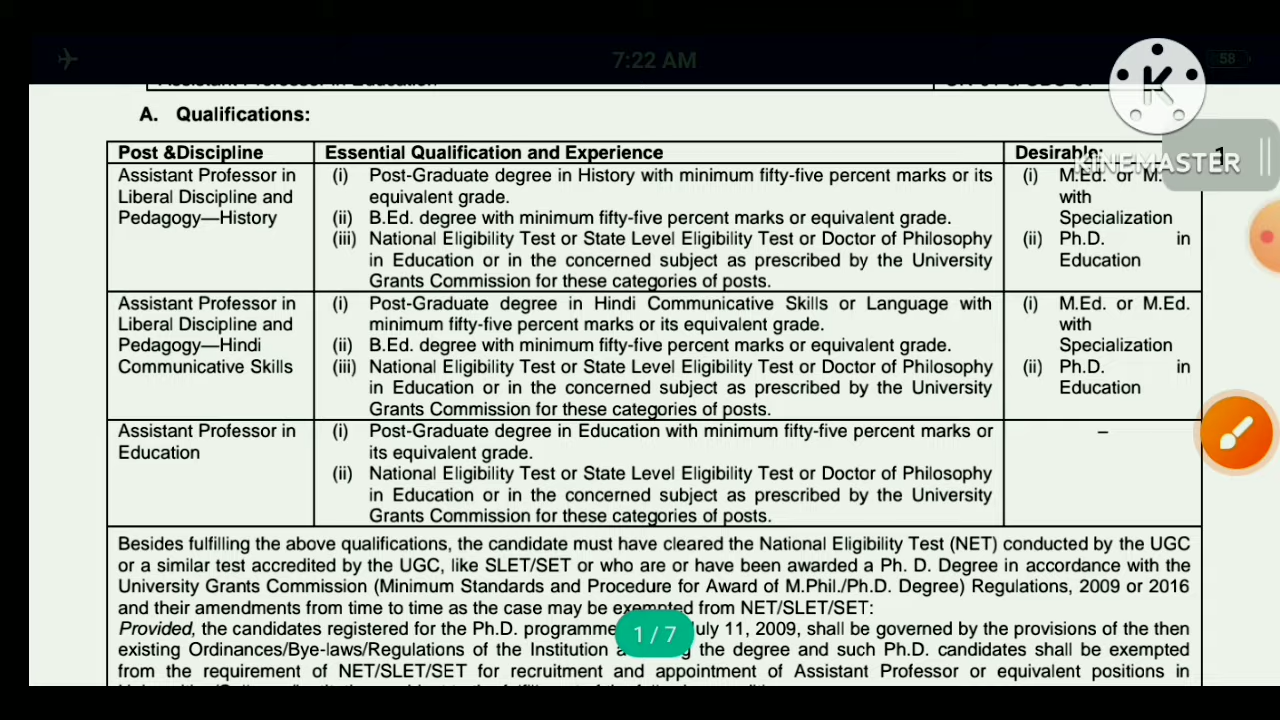 7:22 AM
58
Assistant Professor in Education
A. Qualifications:
Post &Discipline
Essential Qualification and Experience
Desirable:
1
KINEMASTER
Assistant Professor in
Liberal Discipline and
Pedagogy—History
(i) Post-Graduate degree in History with minimum fifty-five percent marks or its
equivalent grade.
(ii) B.Ed. degree with minimum fifty-five percent marks or equivalent grade.
(iii) National Eligibility Test or State Level Eligibility Test or Doctor of Philosophy
in Education or in the concerned subject as prescribed by the University
Grants Commission for these categories of posts.
(i) M.Ed. or
with
Specialization
(ii) Ph.D. in
Education
Assistant Professor in
Liberal Discipline and
Pedagogy—Hindi
Communicative Skills
(i) Post-Graduate degree in Hindi Communicative Skills or Language with
minimum fifty-five percent marks or its equivalent grade.
(ii) B.Ed. degree with minimum fifty-five percent marks or equivalent grade.
(iii) National Eligibility Test or State Level Eligibility Test or Doctor of Philosophy
in Education or in the concerned subject as prescribed by the University
Grants Commission for these categories of posts.
(i) M.Ed. or M.Ed.
with
Specialization
(ii) Ph.D. in
Education
Assistant Professor in
Education
(i) Post-Graduate degree in Education with minimum fifty-five percent marks or
its equivalent grade.
(ii) National Eligibility Test or State Level Eligibility Test or Doctor of Philosophy
in Education or in the concerned subject as prescribed by the University
Grants Commission for these categories of posts.
–
Besides fulfilling the above qualifications, the candidate must have cleared the National Eligibility Test (NET) conducted by the UGC
or a similar test accredited by the UGC, like SLET/SET or who are or have been awarded a Ph. D. Degree in accordance with the
University Grants Commission (Minimum Standards and Procedure for Award of M.Phil./Ph.D. Degree) Regulations, 2009 or 2016
and their amendments from time to time as the case may be exempted from NET/SLET/SET:
Provided, the candidates registered for the Ph.D. programme July 11, 2009, shall be governed by the provisions of the then
existing Ordinances/Bye-laws/Regulations of the Institution the degree and such Ph.D. candidates shall be exempted
from the requirement of NET/SLET/SET for recruitment and appointment of Assistant Professor or equivalent positions in
1 / 7